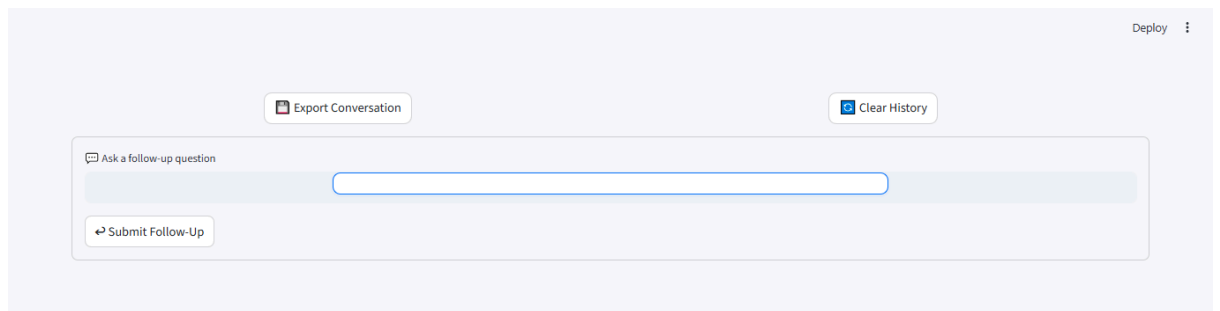 Deploy
Export Conversation
Clear History
Ask a follow-up question
Submit Follow-Up